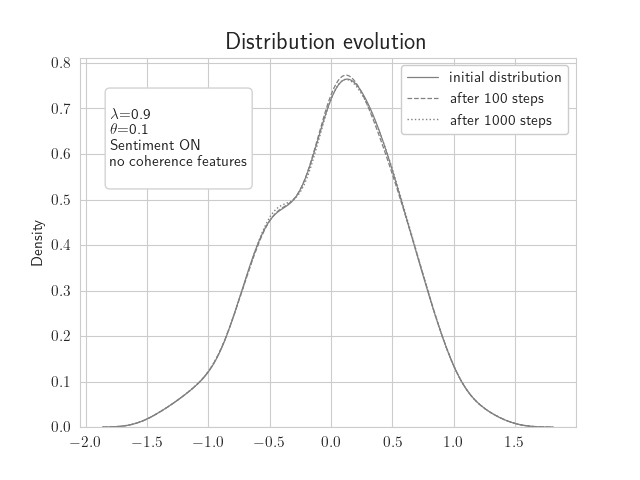 Distribution evolution
0.8
0.7
0.6
0.5
0.4
0.3
0.2
0.1
0.0
Density
λ=0.9
θ=0.1
Sentiment ON
no coherence features
initial distribution
after 100 steps
after 1000 steps
−2.0 −1.5 −1.0 −0.5 0.0 0.5 1.0 1.5